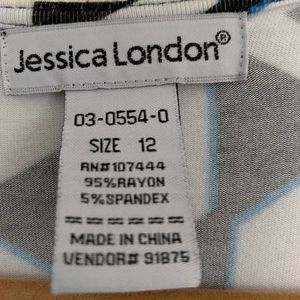 Jessica London®
03-0554-0
SIZE 12
RN#107444
95%RAYON
5%SPANDEX
MADE IN CHINA
VENDOR# 91875